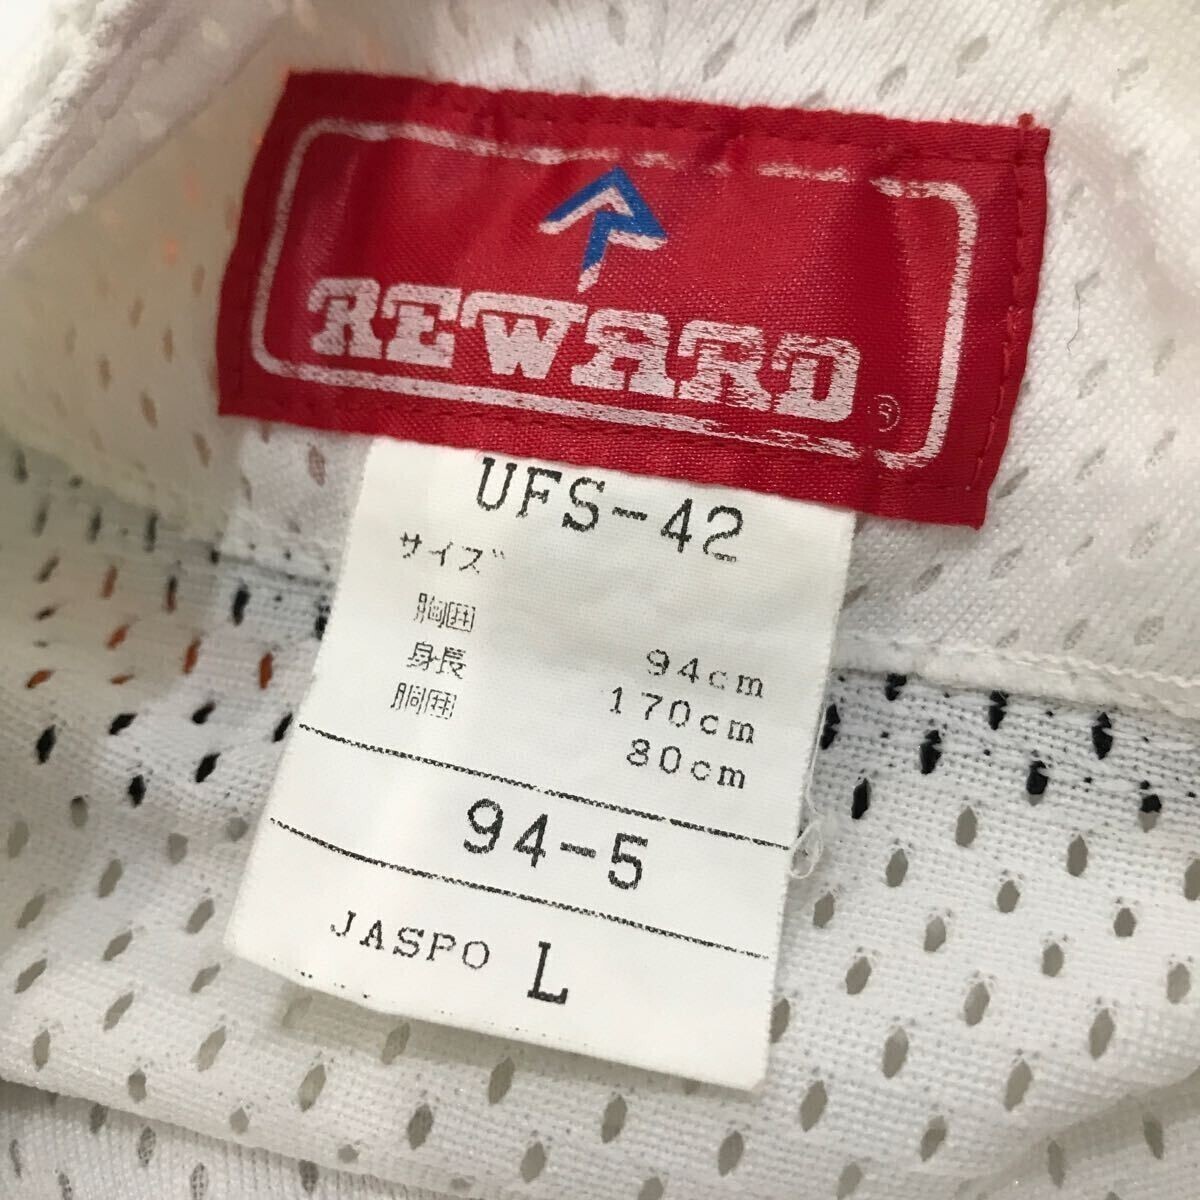 REWARD®
UFS-42
サイズ
胸囲 94cm
身長 170cm
胴囲 80cm
94-5
JASPO L